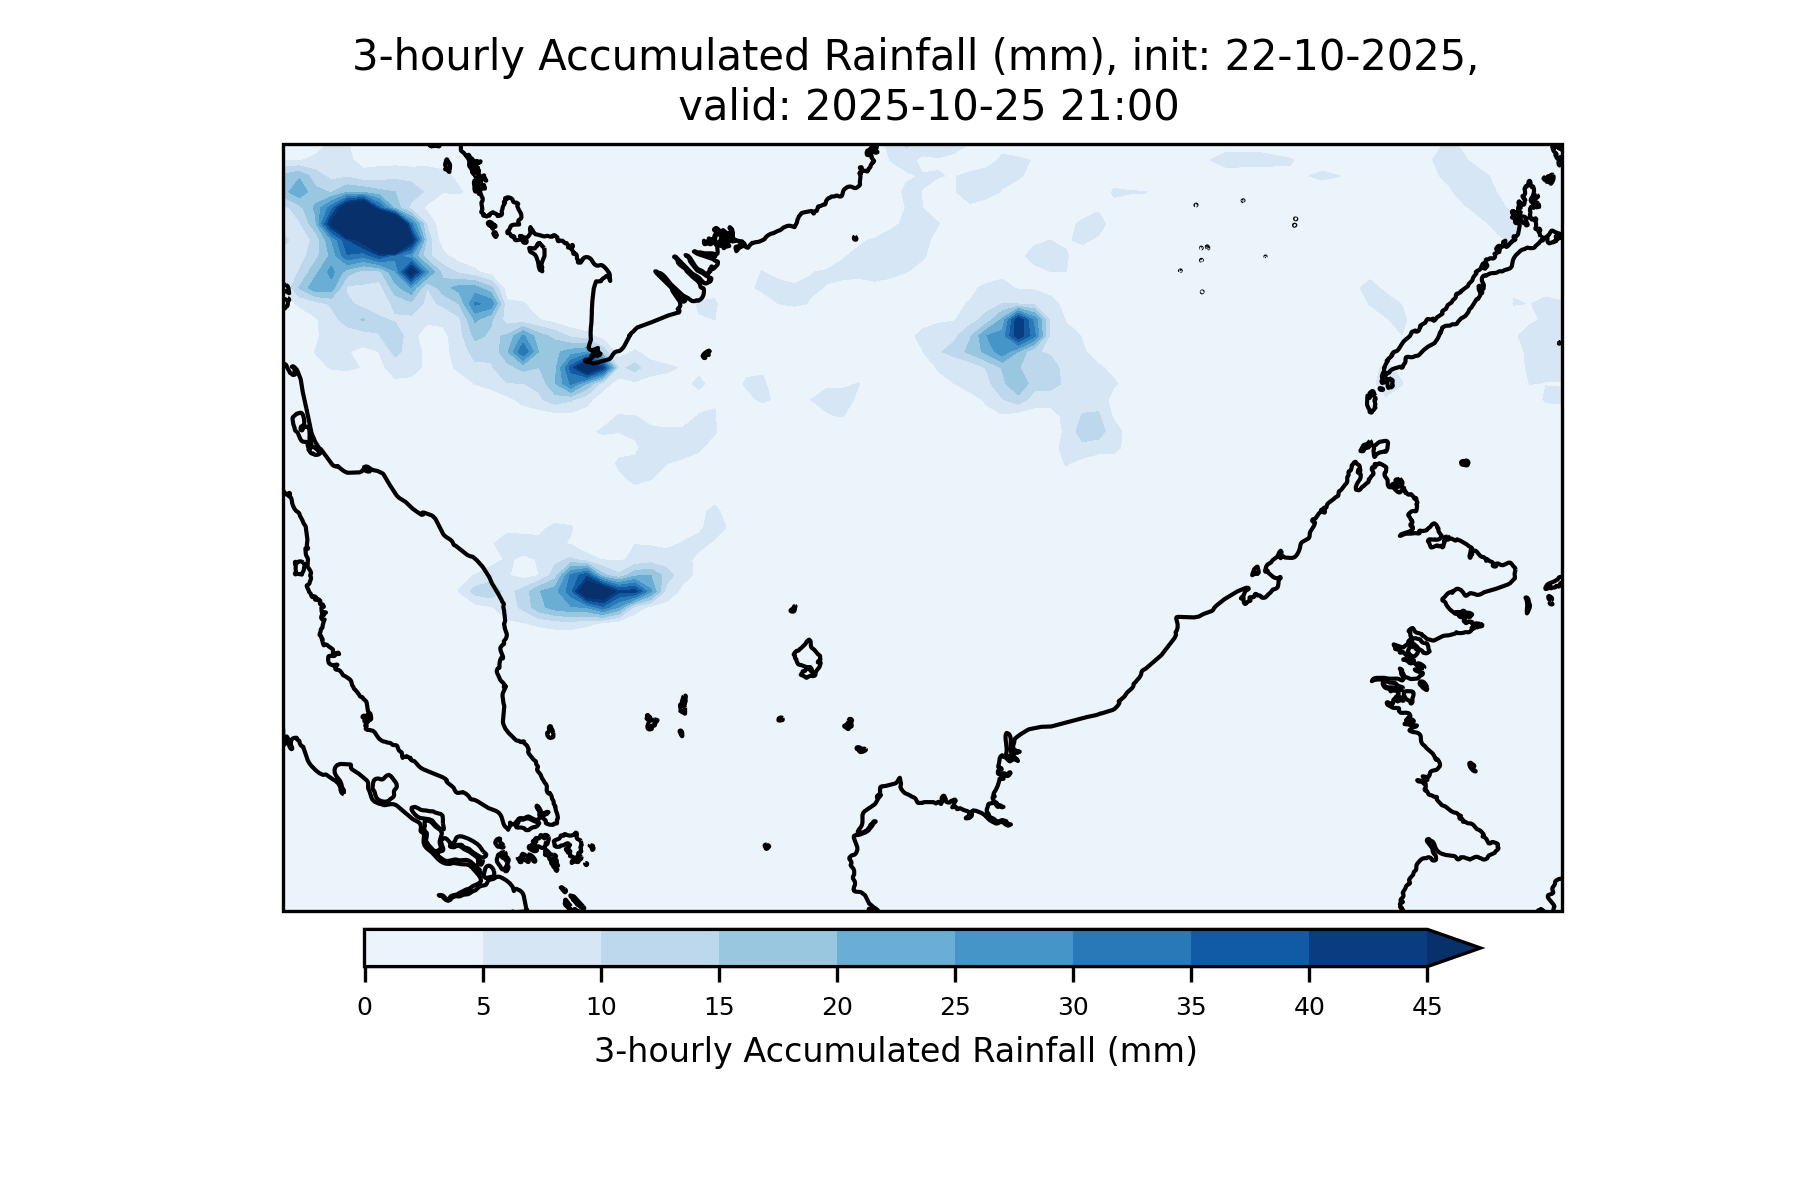 3-hourly Accumulated Rainfall (mm), init: 22-10-2025,
valid: 2025-10-25 21:00
0 5 10 15 20 25 30 35 40 45
3-hourly Accumulated Rainfall (mm)